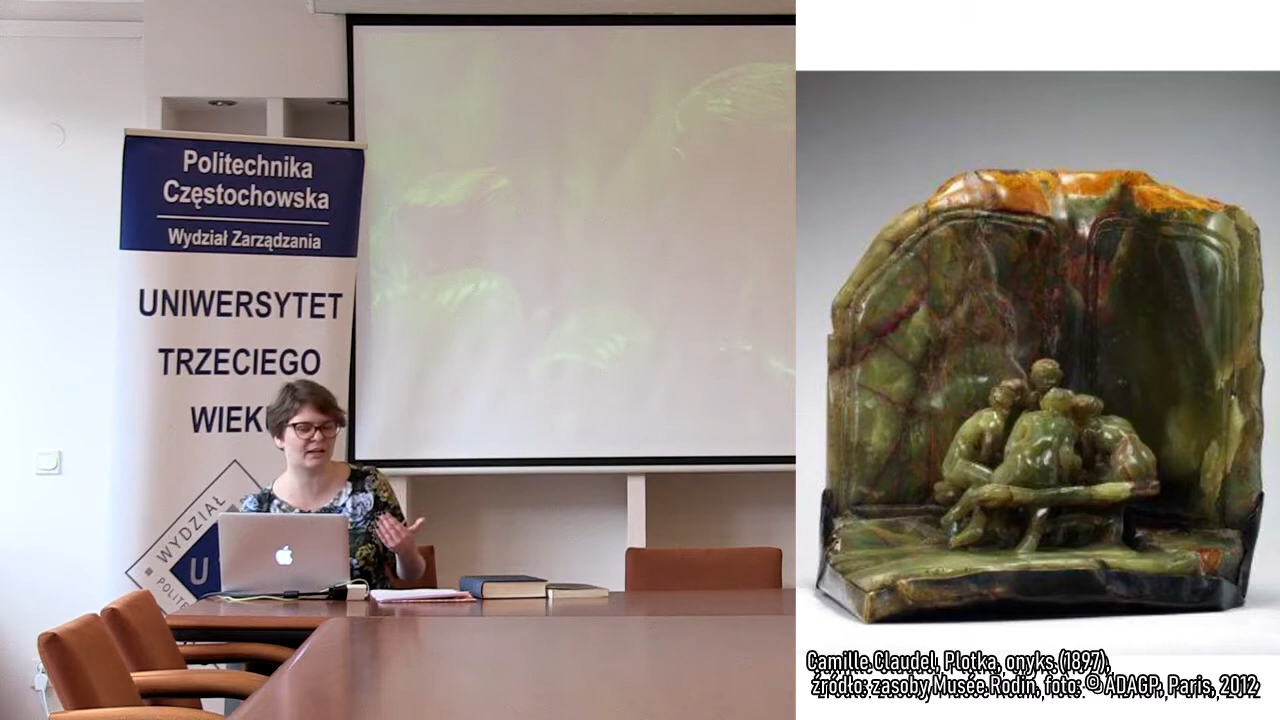 Politechnika
Częstochowska
Wydział Zarządzania
UNIWERSYTET
TRZECIEGO
WIEKU
WYDZIAŁ
U
POLITE
Camille Claudel, Plotka, onyks (1897),
źródło: zasoby Musée Rodin, foto: © ADAGP, Paris, 2012